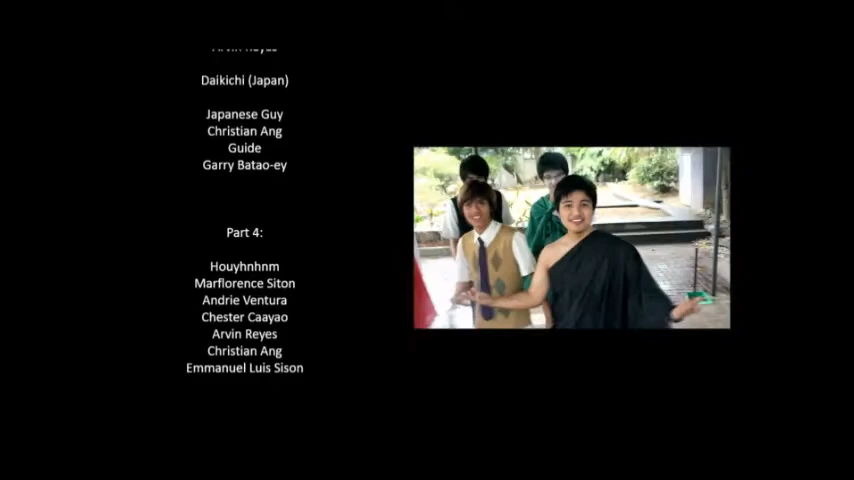 Daikichi (Japan)
Japanese Guy
Christian Ang
Guide
Garry Batao-ey
Part 4:
Houyhnhnm
Marflorence Siton
Andrie Ventura
Chester Caayao
Arvin Reyes
Christian Ang
Emmanuel Luis Sison